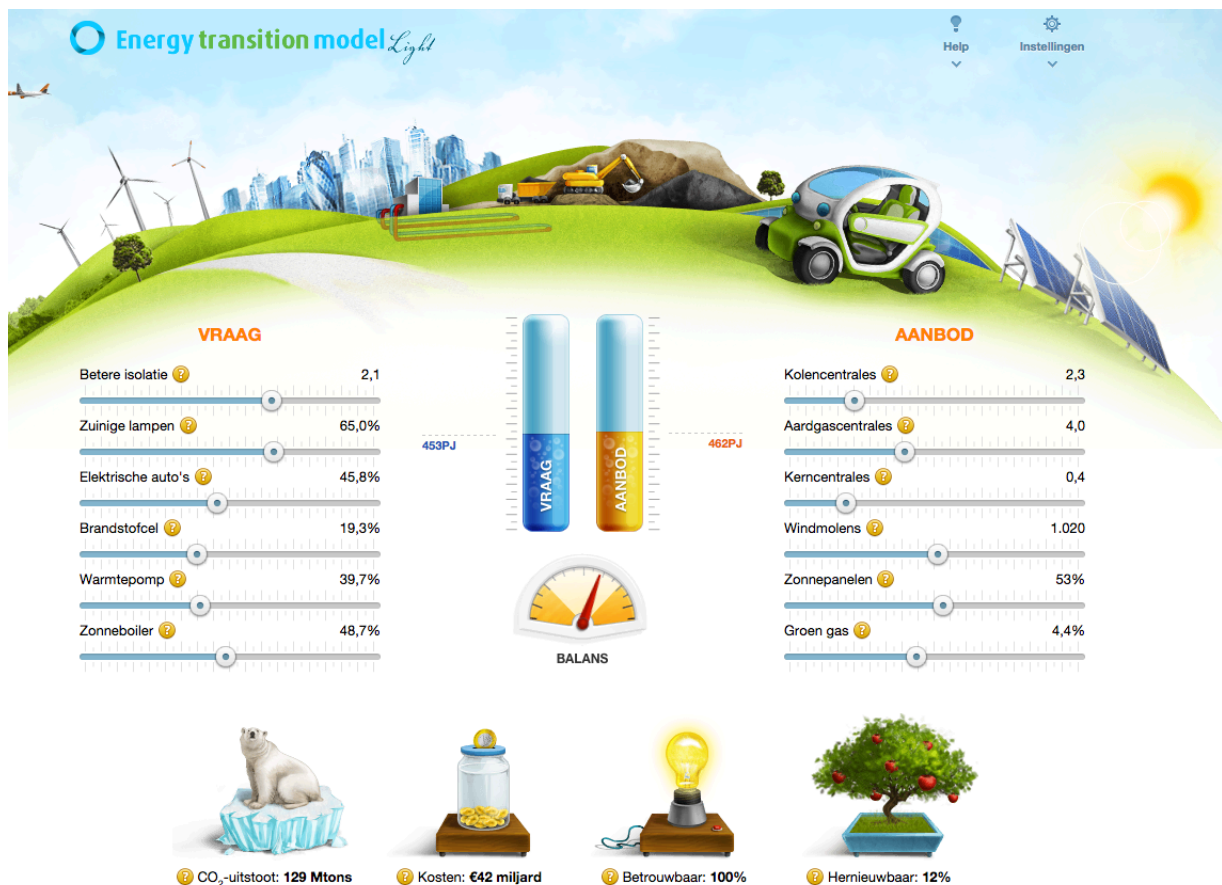 Energy transition model Light
Help
Instellingen
VRAAG
Betere isolatie ? 2,1
Zuinige lampen ? 65,0%
Elektrische auto's ? 45,8%
Brandstofcel ? 19,3%
Warmtepomp ? 39,7%
Zonneboiler ? 48,7%
453PJ
VRAAG
AANBOD
462PJ
BALANS
AANBOD
Kolencentrales ? 2,3
Aardgascentrales ? 4,0
Kerncentrales ? 0,4
Windmolens ? 1.020
Zonnepanelen ? 53%
Groen gas ? 4,4%
? CO₂-uitstoot: 129 Mtons
? Kosten: €42 miljard
? Betrouwbaar: 100%
? Hernieuwbaar: 12%